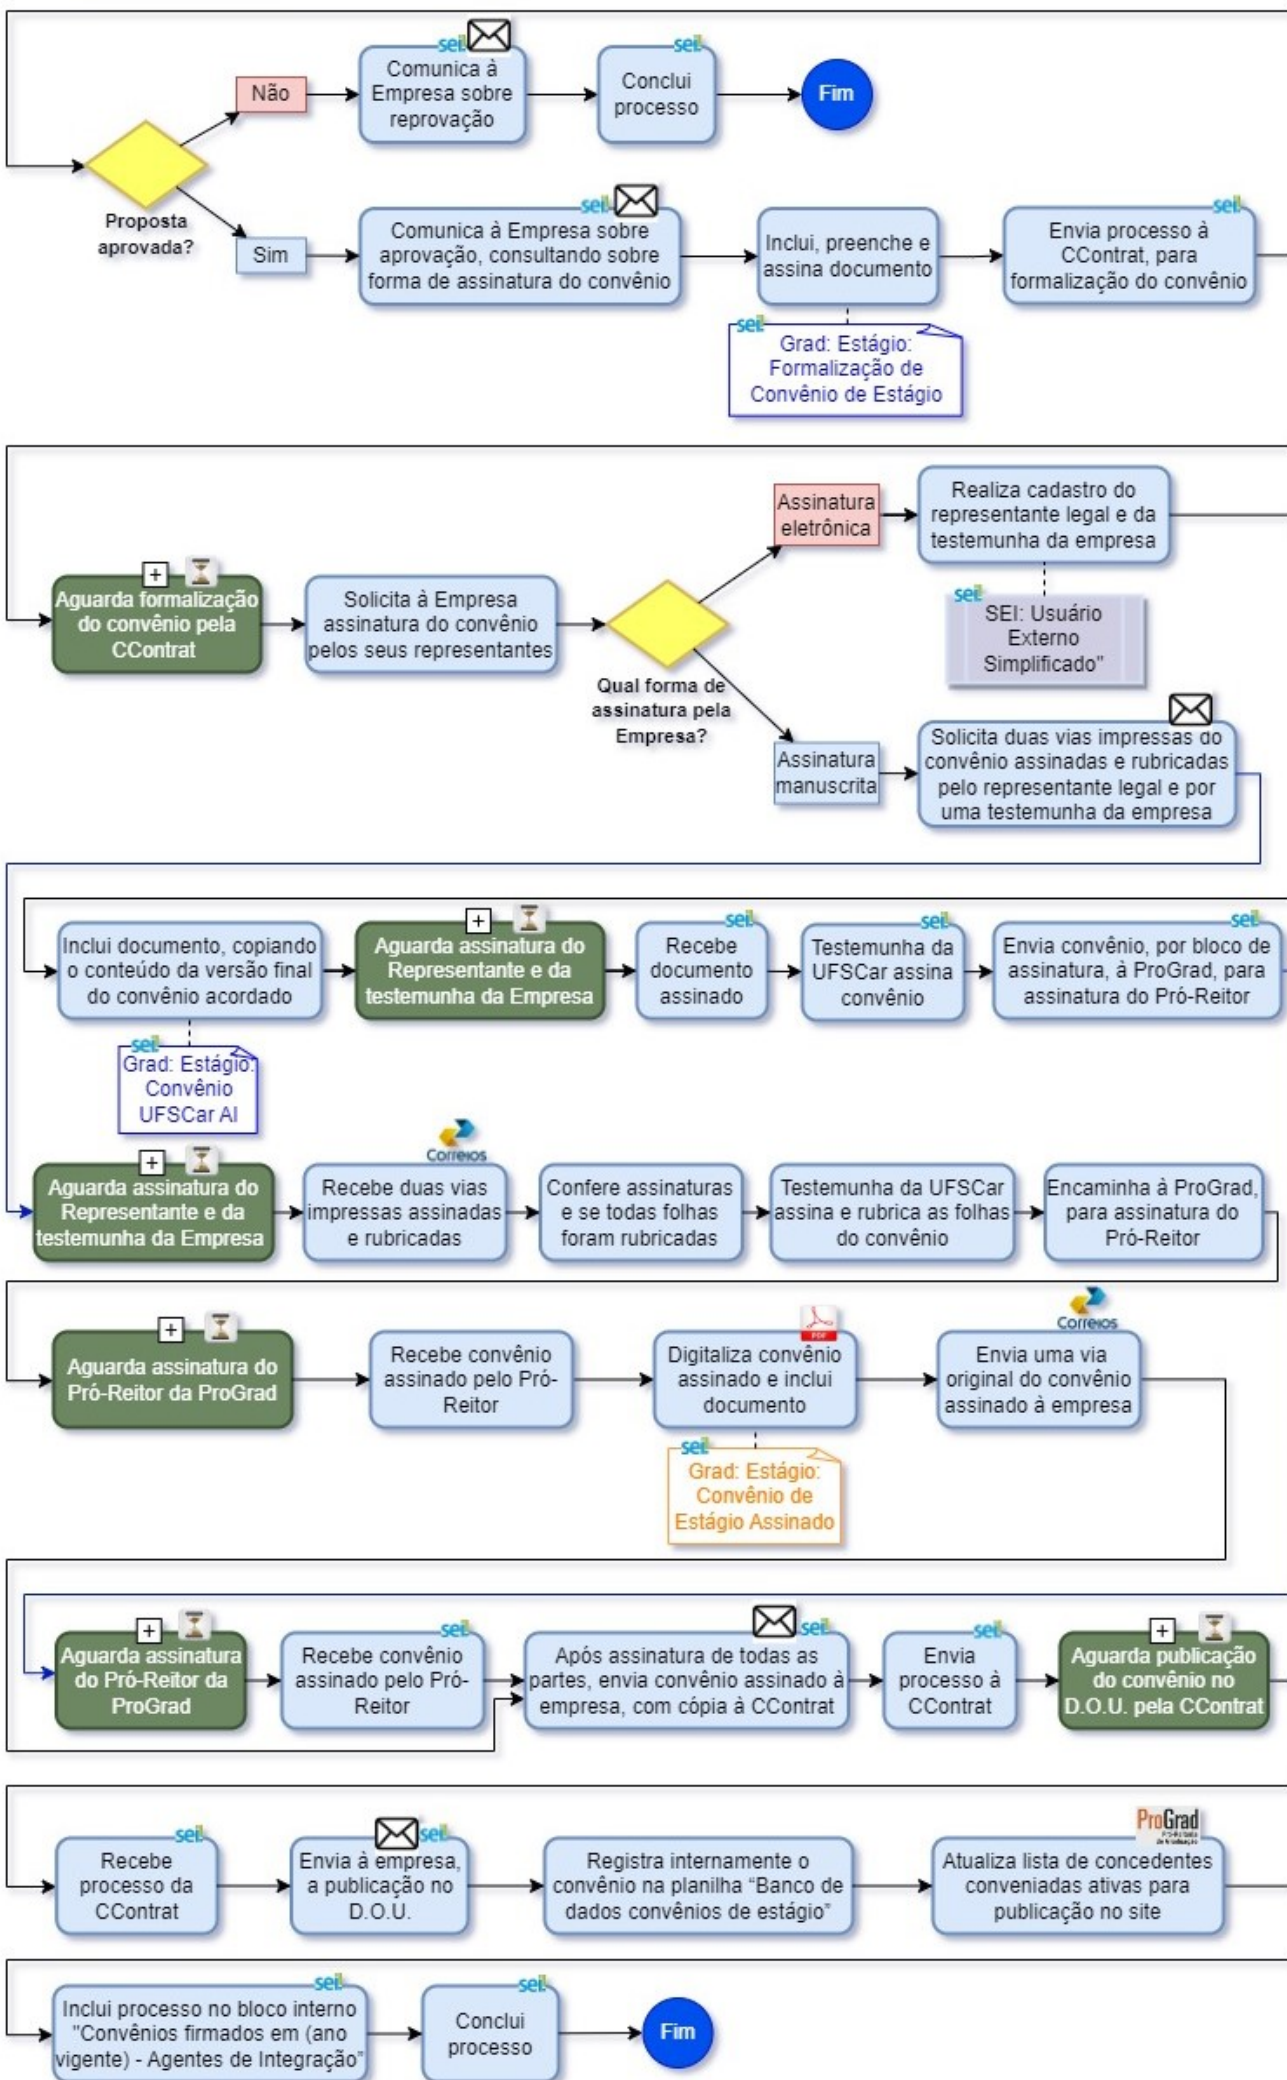 sei!
Comunica à
Empresa sobre
reprovação
sei!
Conclui
processo
Fim
Não
Proposta
aprovada?
Sim
sei!
Comunica à Empresa sobre
aprovação, consultando sobre
forma de assinatura do convênio
Inclui, preenche e
assina documento
sei!
Envia processo à
CContrat, para
formalização do convênio
sei!
Grad: Estágio:
Formalização de
Convênio de Estágio
Aguarda formalização
do convênio pela
CContrat
Solicita à Empresa
assinatura do convênio
pelos seus representantes
Qual forma de
assinatura pela
Empresa?
Assinatura
eletrônica
Realiza cadastro do
representante legal e da
testemunha da empresa
sei!
SEI: Usuário
Externo
Simplificado"
Assinatura
manuscrita
Solicita duas vias impressas do
convênio assinadas e rubricadas
pelo representante legal e por
uma testemunha da empresa
Inclui documento, copiando
o conteúdo da versão final
do convênio acordado
Aguarda assinatura do
Representante e da
testemunha da Empresa
sei!
Recebe
documento
assinado
sei!
Testemunha da
UFSCar assina
convênio
sei!
Envia convênio, por bloco de
assinatura, à ProGrad, para
assinatura do Pró-Reitor
sei!
Grad: Estágio:
Convênio
UFSCar AI
Aguarda assinatura do
Representante e da
testemunha da Empresa
Correios
Recebe duas vias
impressas assinadas
e rubricadas
Confere assinaturas
e se todas folhas
foram rubricadas
Testemunha da UFSCar
assina e rubrica as folhas
do convênio
Encaminha à ProGrad,
para assinatura do
Pró-Reitor
Aguarda assinatura do
Pró-Reitor da ProGrad
Recebe convênio
assinado pelo Pró-
Reitor
PDF
Digitaliza convênio
assinado e inclui
documento
Correios
Envia uma via
original do convênio
assinado à empresa
sei!
Grad: Estágio:
Convênio de
Estágio Assinado
Aguarda assinatura
do Pró-Reitor da
ProGrad
sei!
Recebe convênio
assinado pelo Pró-
Reitor
sei!
Após assinatura de todas as
partes, envia convênio assinado à
empresa, com cópia à CContrat
sei!
Envia
processo à
CContrat
Aguarda publicação
do convênio no
D.O.U. pela CContrat
sei!
Recebe
processo da
CContrat
sei!
Envia à empresa,
a publicação no
D.O.U.
Registra internamente o
convênio na planilha “Banco de
dados convênios de estágio”
ProGrad
Pró-Reitoria
de Graduação
Atualiza lista de concedentes
conveniadas ativas para
publicação no site
sei!
Inclui processo no bloco interno
"Convênios firmados em (ano
vigente) - Agentes de Integração”
sei!
Conclui
processo
Fim